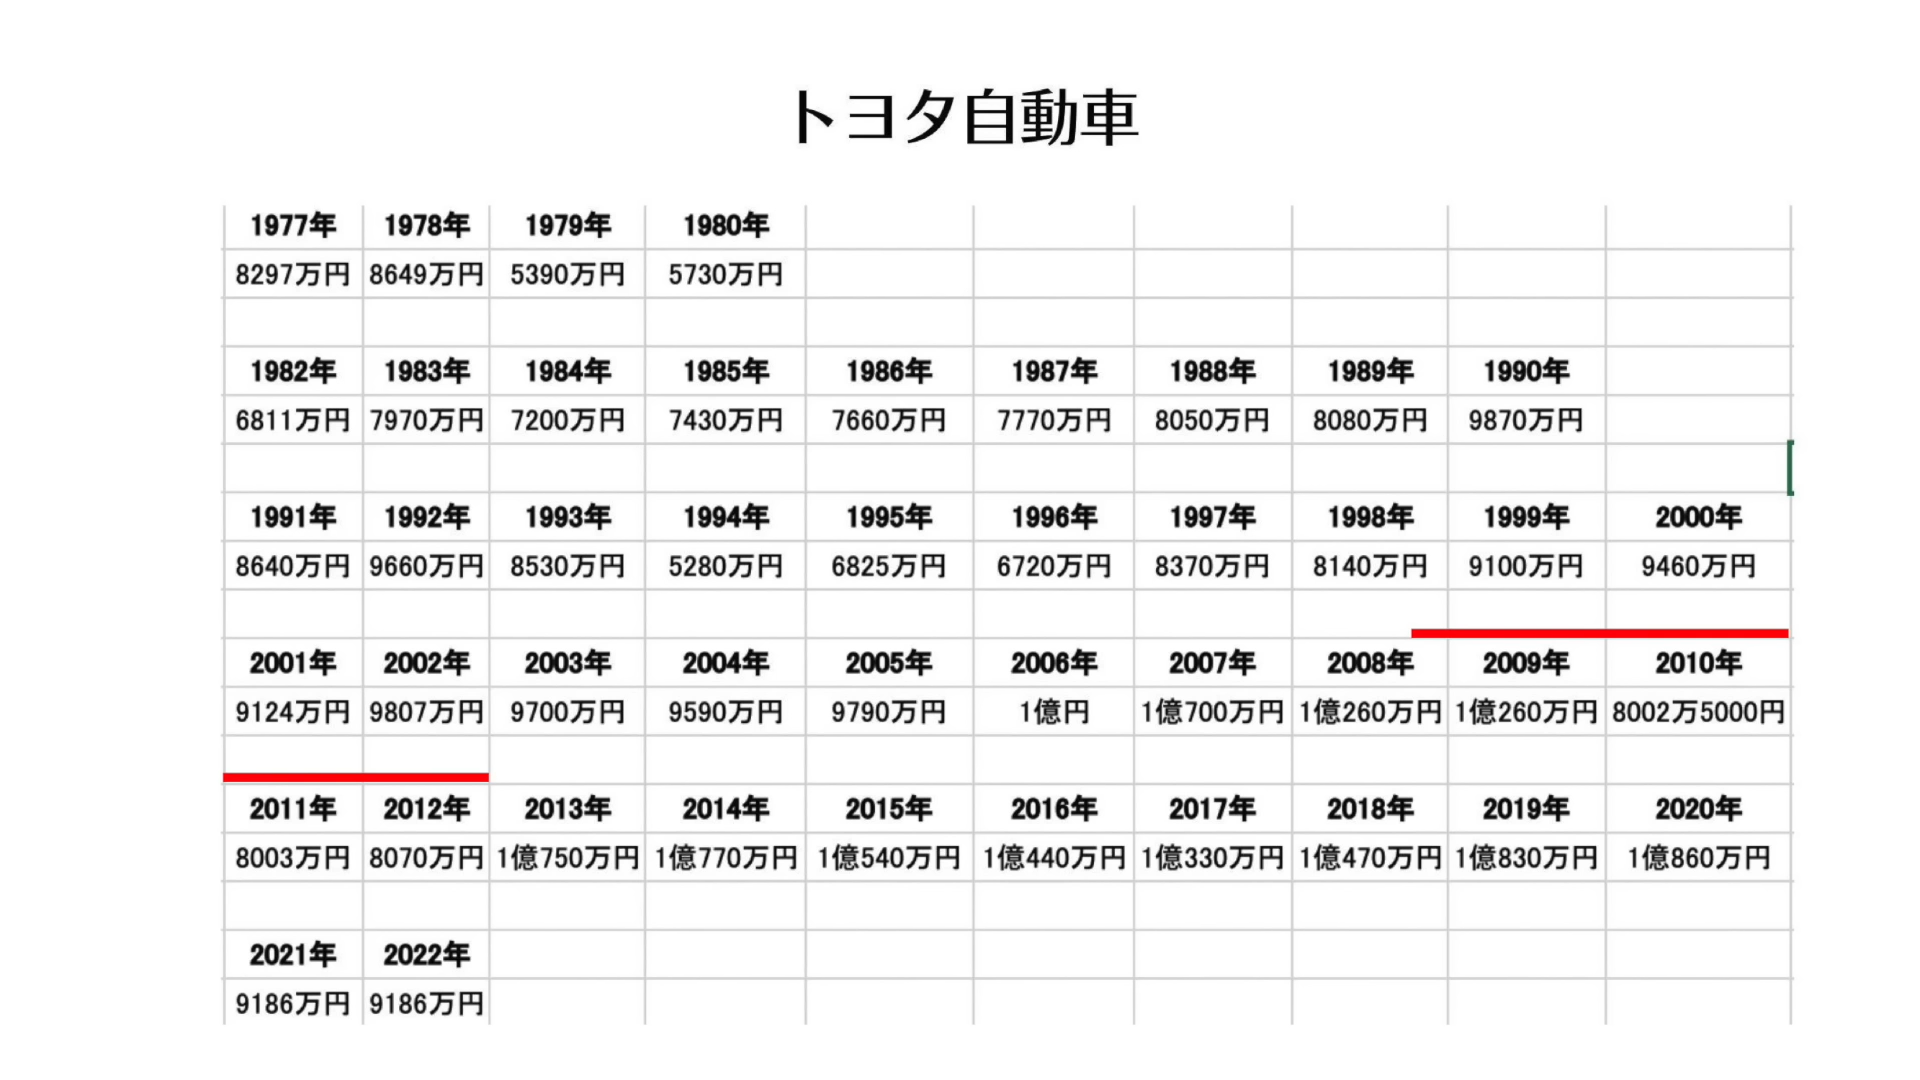 トヨタ自動車
1977年 1978年 1979年 1980年
8297万円 8649万円 5390万円 5730万円
1982年 1983年 1984年 1985年 1986年 1987年 1988年 1989年 1990年
6811万円 7970万円 7200万円 7430万円 7660万円 7770万円 8050万円 8080万円 9870万円
1991年 1992年 1993年 1994年 1995年 1996年 1997年 1998年 1999年 2000年
8640万円 9660万円 8530万円 5280万円 6825万円 6720万円 8370万円 8140万円 9100万円 9460万円
2001年 2002年 2003年 2004年 2005年 2006年 2007年 2008年 2009年 2010年
9124万円 9807万円 9700万円 9590万円 9790万円 1億円 1億700万円 1億260万円 1億260万円 8002万5000円
2011年 2012年 2013年 2014年 2015年 2016年 2017年 2018年 2019年 2020年
8003万円 8070万円 1億750万円 1億770万円 1億540万円 1億440万円 1億330万円 1億470万円 1億830万円 1億860万円
2021年 2022年
9186万円 9186万円